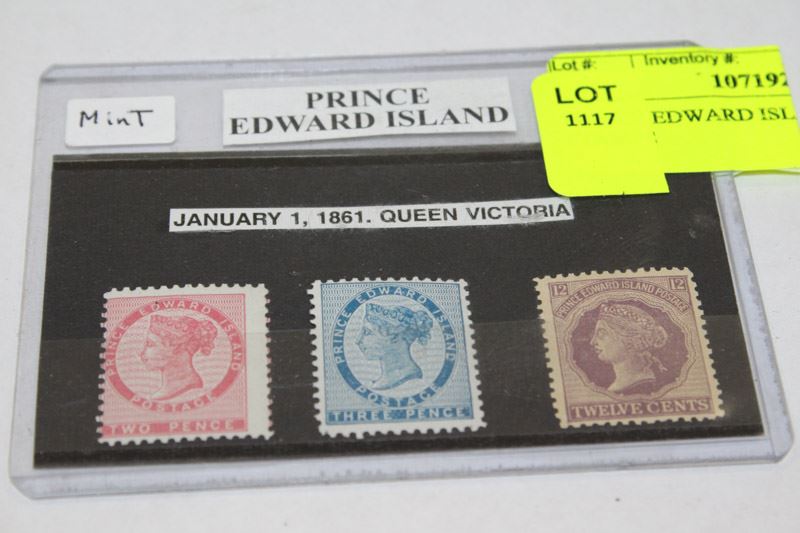 MinT
PRINCE
EDWARD ISLAND
Lot #: Inventory #:
LOT 107192
1117 EDWARD ISL
JANUARY 1, 1861. QUEEN VICTORIA
PRINCE EDWARD ISLAND
POSTAGE
TWO PENCE
PRINCE EDWARD ISLAND
POSTAGE
THREE PENCE
12 12
PRINCE EDWARD ISLAND POSTAGE
TWELVE CENTS